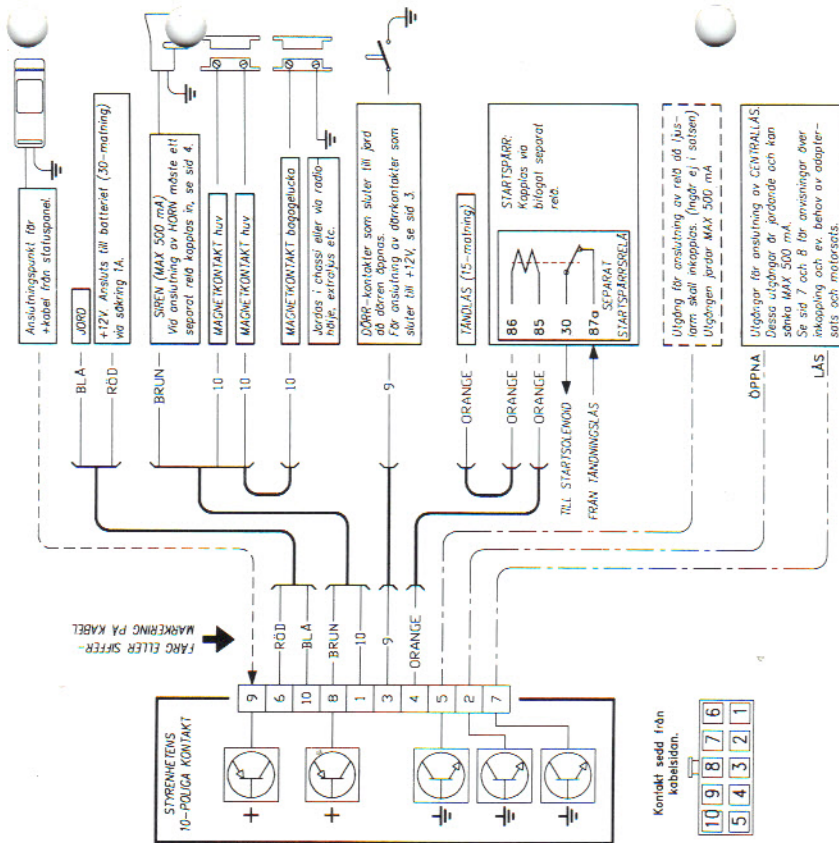 Anslutningspunkt för
+kabel från statuspanel.
BLÅ
JORD
RÖD
+12V. Ansluts till batteriet (30-matning)
via säkring 1A.
BRUN
SIREN (MAX 500 mA)
Vid anslutning av HORN måste ett
separat relä kopplas in, se sid 4.
10
MAGNETKONTAKT huv
10
MAGNETKONTAKT huv
10
MAGNETKONTAKT bagagelucka
Jordas i chassi eller via radio-
hölje, extraljus etc.
9
DÖRR-kontakter som sluter till jord
då dörren öppnas.
För anslutning av dörrkontakter som
sluter till +12V, se sid 3.
ORANGE
TÄNDLÅS (15-matning)
ORANGE
ORANGE
STARTSPÄRR:
Kopplas via
bifogat separat
relä.
86
85
30
87a
SEPARAT
STARTSPÄRRSRELÄ
TILL STARTSOLENOID
FRÅN TÄNDNINGSLÅS
Utgång för anslutning av relä då ljus-
larm skall inkopplas. (Ingår ej i satsen)
Utgången jordar MAX 500 mA
ÖPPNA
LÅS
Utgångar för anslutning av CENTRALLÅS.
Dessa utgångar är jordande och kan
sänka MAX 500 mA.
Se sid 7 och 8 för anvisningar över
inkoppling och ev. behov av adapter-
sats och motorsats.
FÄRG ELLER SIFFER-
MARKERING PÅ KABEL
RÖD
BLÅ
BRUN
10
9
ORANGE
9
6
10
8
1
3
4
5
2
7
STYRENHETENS
10-POLIGA KONTAKT
+
+
Kontakt sedd från
kabelsidan.
10 9 8 7 6
5 4 3 2 1